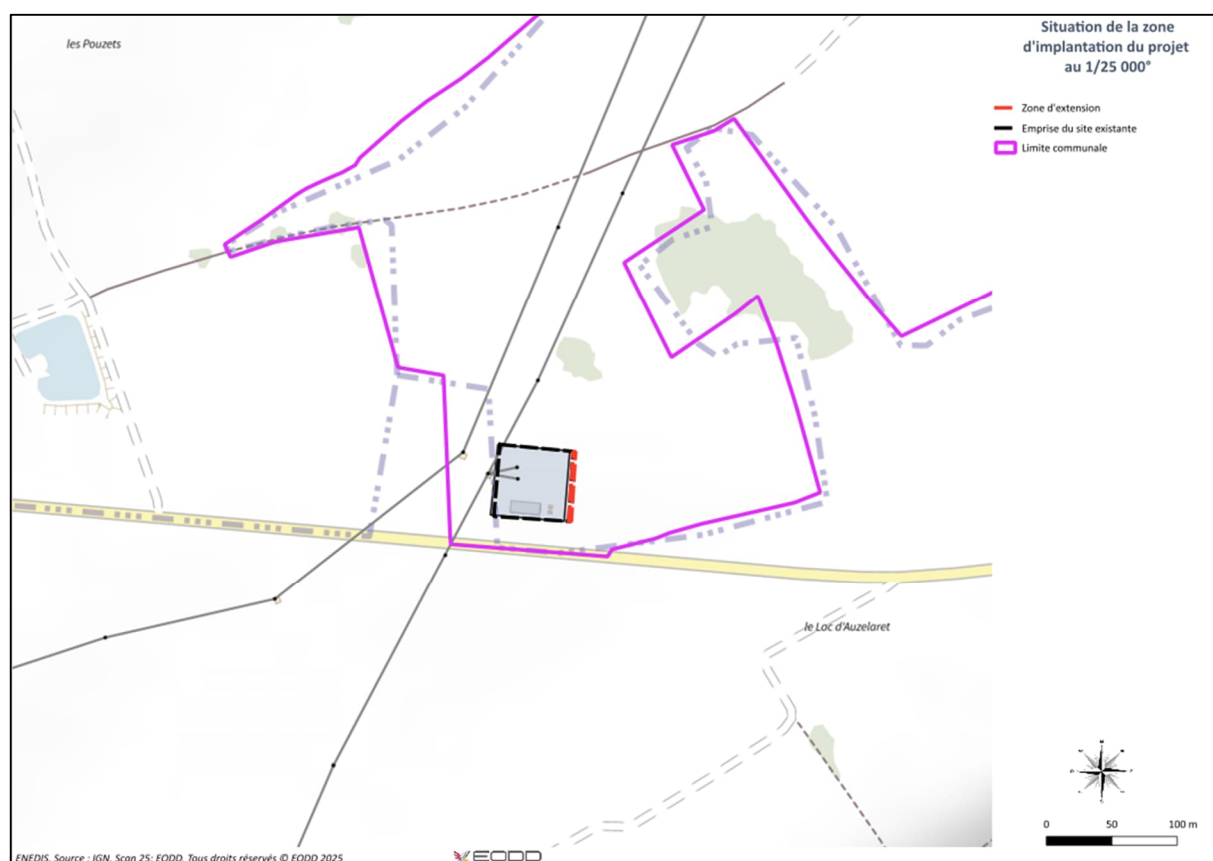 les Pouzets
Situation de la zone
d'implantation du projet
au 1/25 000°
Zone d'extension
Emprise du site existante
Limite communale
le Lac d'Auzelaret
0 50 100 m
ENEDIS. Source : IGN, Scan 25; EODD. Tous droits réservés © EODD 2025
EODD